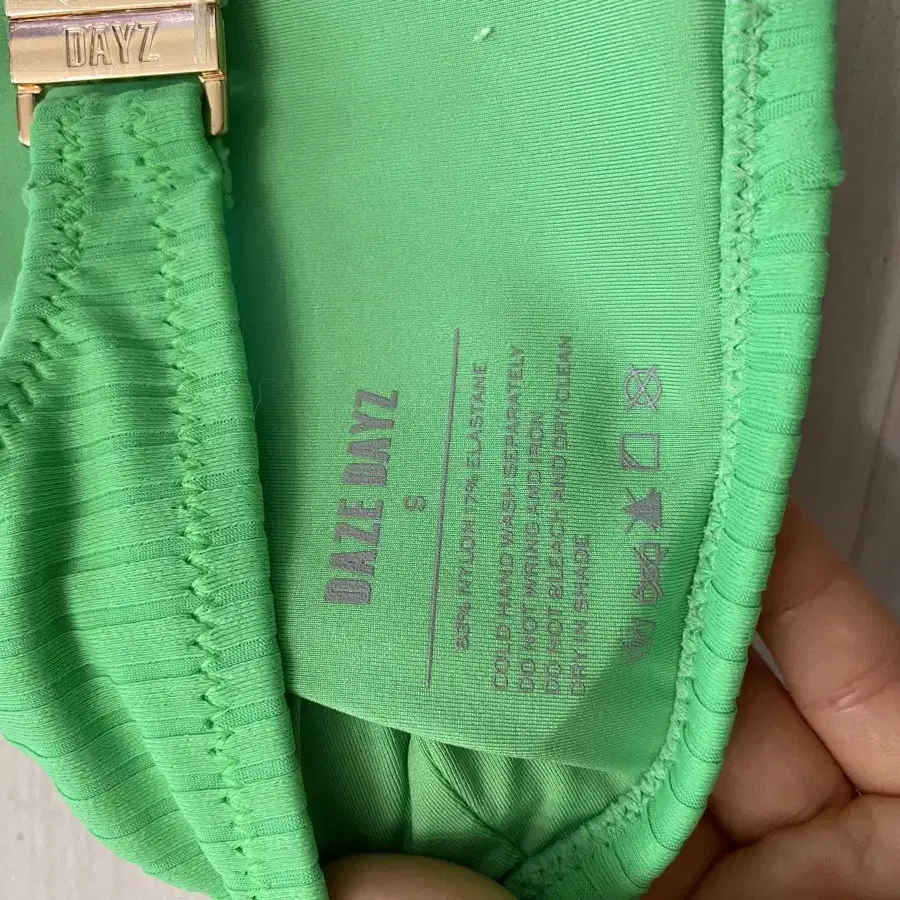 DAYZ
DAZE DAYZ
S
83% NYLON 17% ELASTANE
COLD HAND WASH SEPARATELY
DO NOT WRING AND IRON
DO NOT BLEACH AND DRY CLEAN
DRY IN SHADE